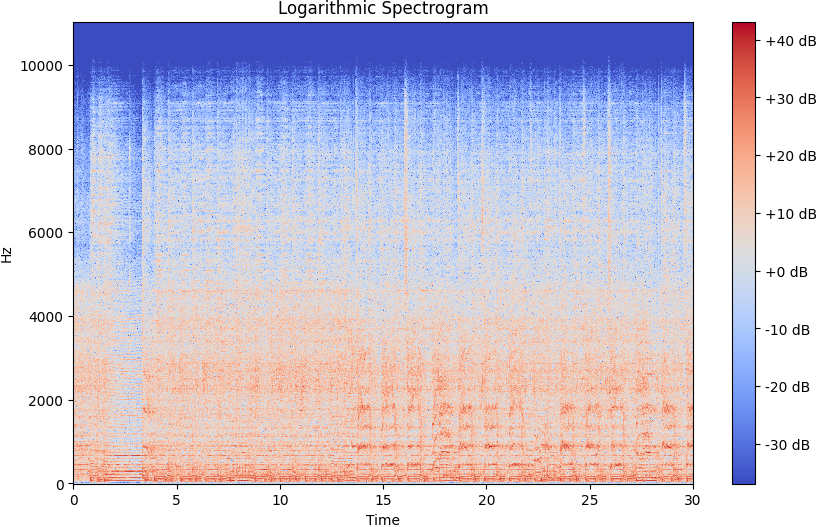 Logarithmic Spectrogram
Hz
10000
8000
6000
4000
2000
0
0 5 10 15 20 25 30
Time
+40 dB
+30 dB
+20 dB
+10 dB
+0 dB
-10 dB
-20 dB
-30 dB